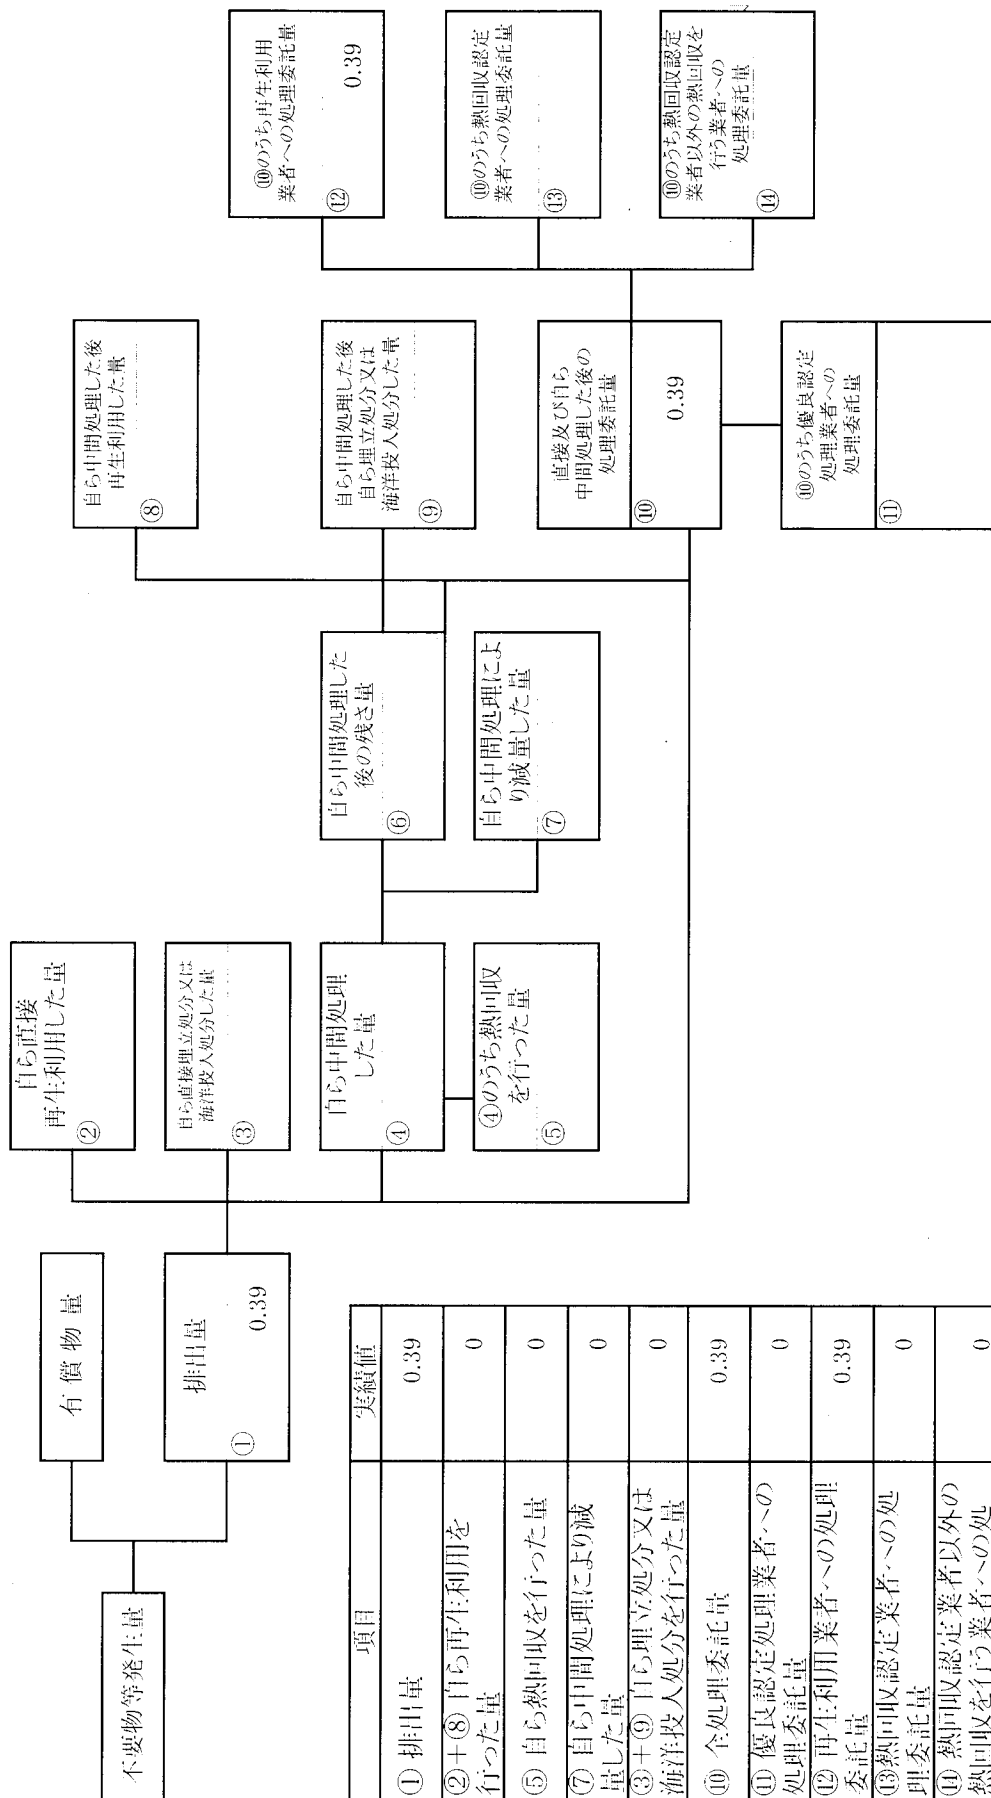 不要物等発生量
有 償 物 量
排出量
①
0.39
自ら直接
再生利用した量
②
自ら直接埋立処分又は
海洋投入処分した量
③
自ら中間処理
した量
④
④のうち熱回収
を行った量
⑤
自ら中間処理した
後の残さ量
⑥
自ら中間処理によ
り減量した量
⑦
自ら中間処理した後
再生利用した量
⑧
自ら中間処理した後
自ら埋立処分又は
海洋投入処分した量
⑨
直接及び自ら
中間処理した後の
処理委託量
⑩
0.39
⑩のうち優良認定
処理業者への
処理委託量
⑪
⑩のうち再生利用
業者への処理委託量
⑫
0.39
⑩のうち熱回収認定
業者への処理委託量
⑬
⑩のうち熱回収認定
業者以外の熱回収を
行う業者への
処理委託量
⑭
項目 実績値
① 排出量 0.39
②+⑧ 自ら再生利用を
行った量 0
⑤ 自ら熱回収を行った量 0
⑦ 自ら中間処理により減
量した量 0
③+⑨ 自ら埋立処分又は
海洋投入処分を行った量 0
⑩ 全処理委託量 0.39
⑪ 優良認定処理業者への
処理委託量 0
⑫ 再生利用業者への処理
委託量 0.39
⑬熱回収認定業者への処
理委託量 0
⑭ 熱回収認定業者以外の
熱回収を行う業者への処 0